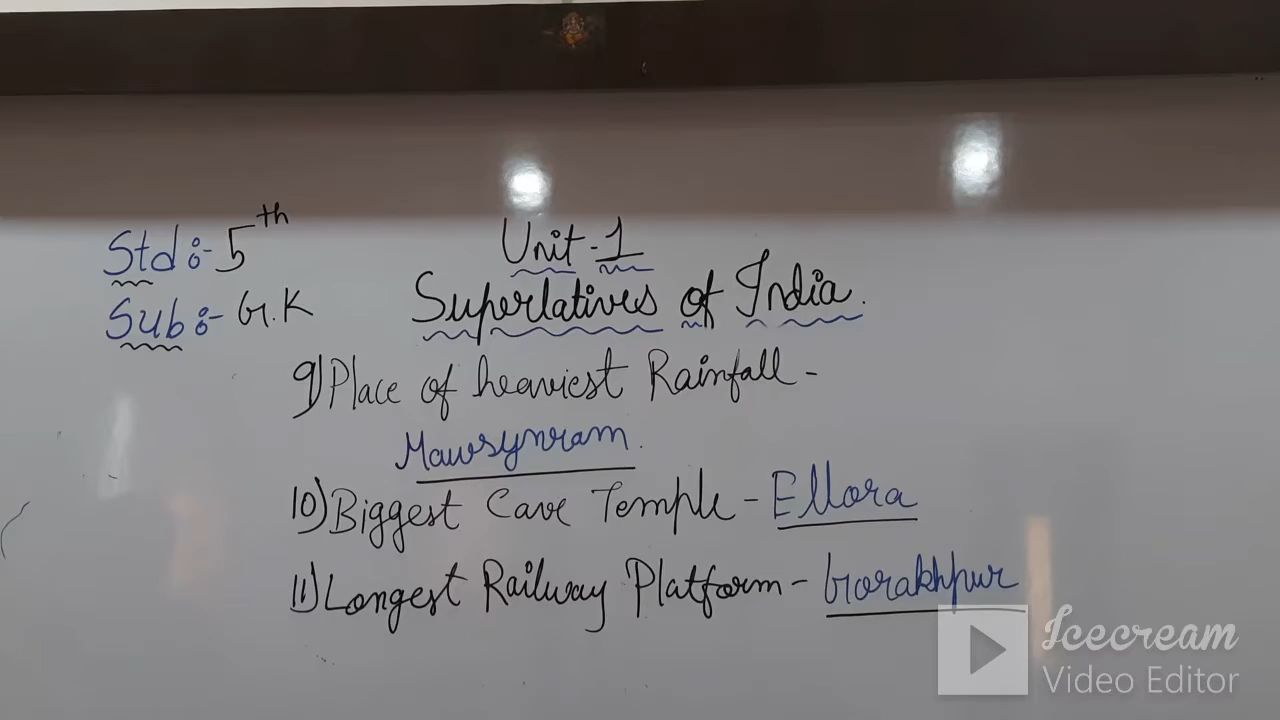 Std :- 5th
Sub :- G.K
Unit - 1
Superlatives of India.
9) Place of heaviest Rainfall -
Mawsynram.
10) Biggest Cave Temple - Ellora
11) Longest Railway Platform - Gorakhpur
Icecream
Video Editor